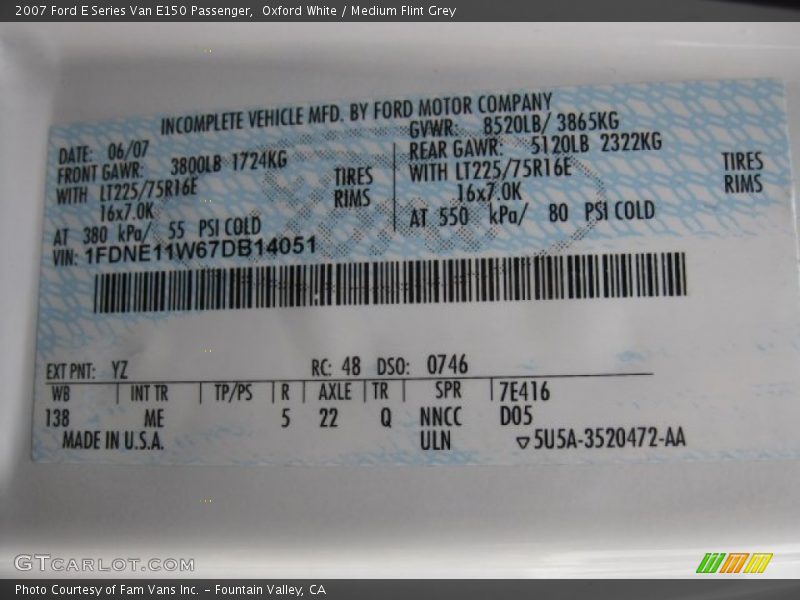 2007 Ford E Series Van E150 Passenger,  Oxford White / Medium Flint Grey
INCOMPLETE VEHICLE MFD. BY FORD MOTOR COMPANY
DATE: 06/07
GVWR: 8520LB/ 3865KG
FRONT GAWR: 3800LB 1724KG
REAR GAWR: 5120LB 2322KG
WITH LT225/75R16E TIRES
WITH LT225/75R16E TIRES
16x7.0K RIMS
16x7.0K RIMS
AT 380 kPa/ 55 PSI COLD
AT 550 kPa/ 80 PSI COLD
VIN: 1FDNE11W67DB14051
EXT PNT: YZ RC: 48 DSO: 0746
WB | INT TR | TP/PS | R | AXLE | TR | SPR | 7E416
138 ME 5 22 Q NNCC D05
MADE IN U.S.A. ULN ▽5U5A-3520472-AA
GTCARLOT.COM
Photo Courtesy of Fam Vans Inc. – Fountain Valley, CA